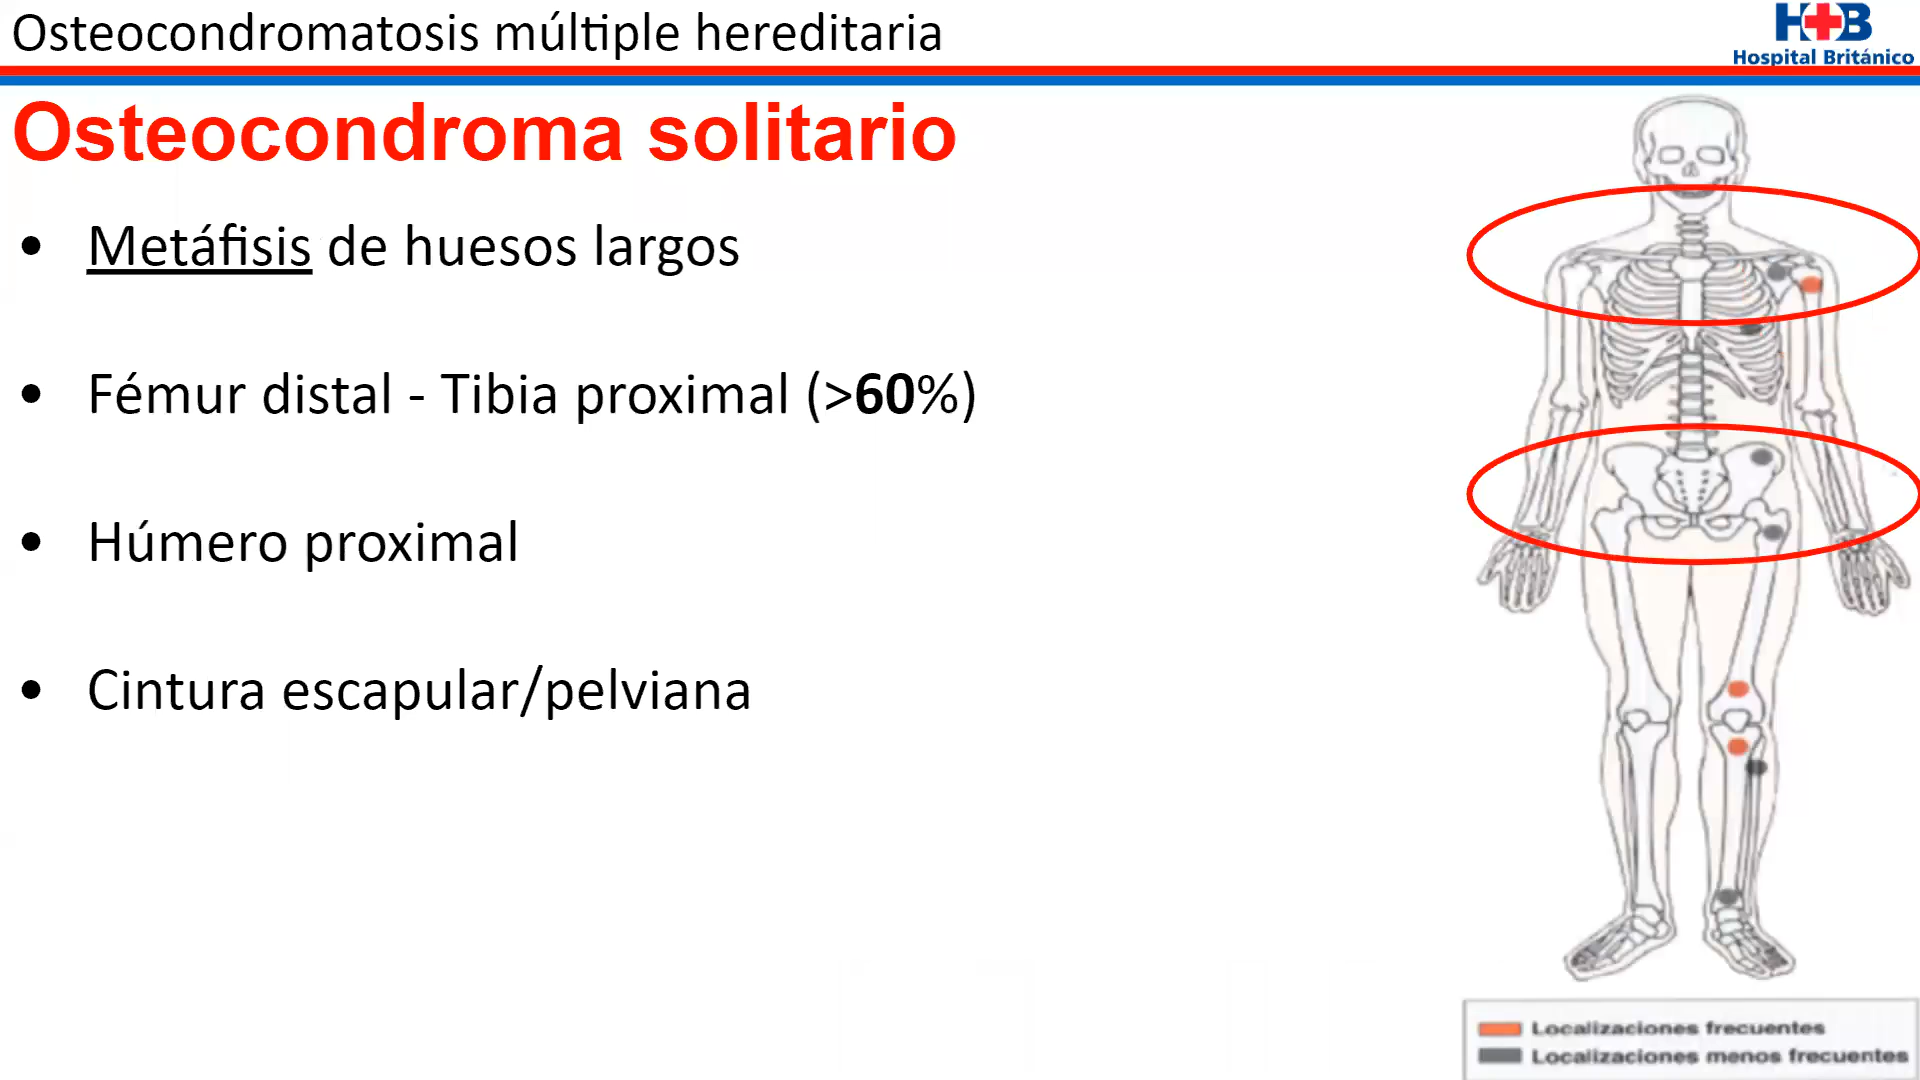 Osteocondromatosis múltiple hereditaria
H B
Hospital Británico
Osteocondroma solitario
• Metáfisis de huesos largos
• Fémur distal - Tibia proximal (>60%)
• Húmero proximal
• Cintura escapular/pelviana
Localizaciones frecuentes
Localizaciones menos frecuentes